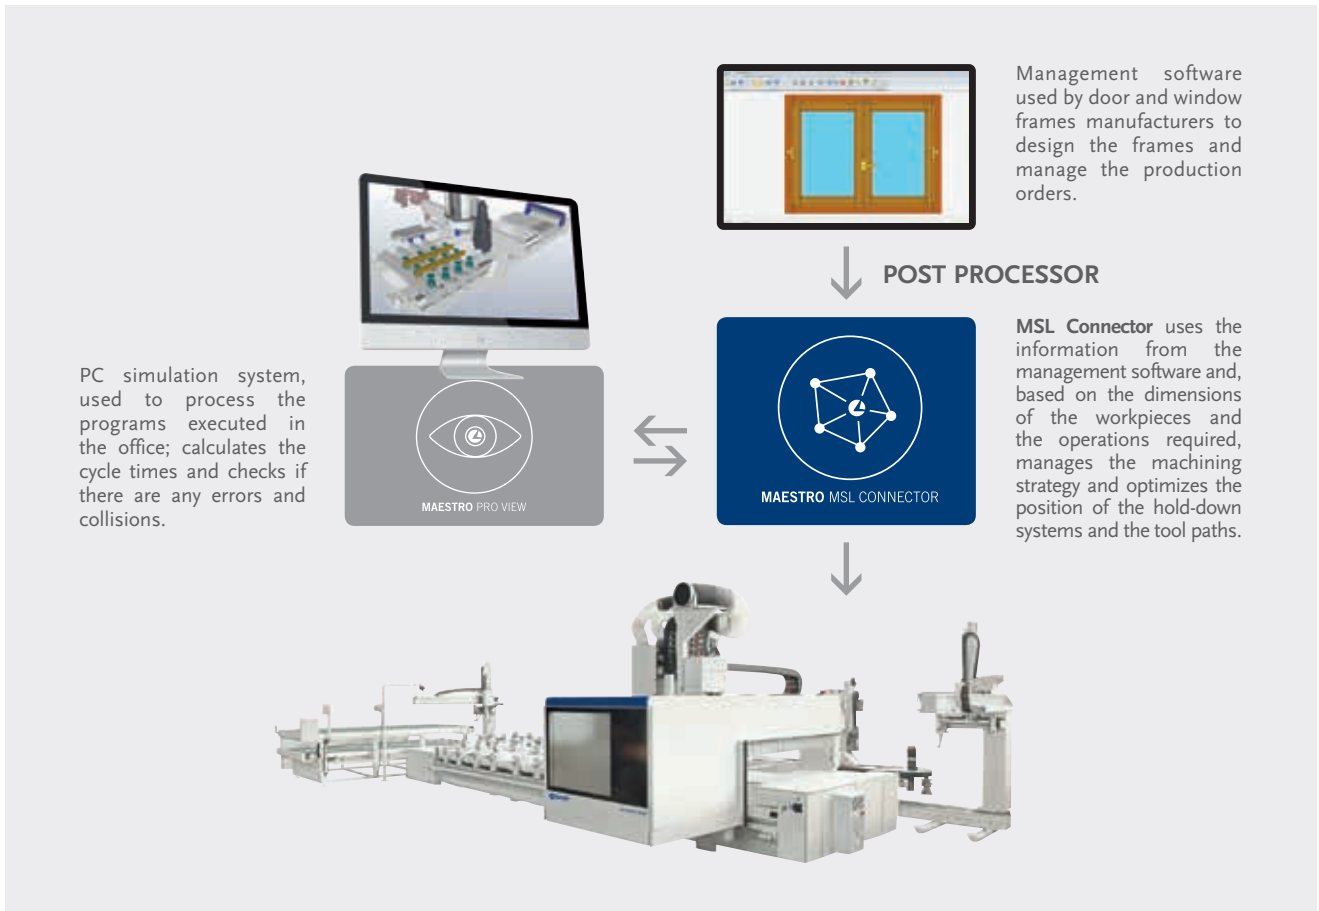 Management software
used by door and window
frames manufacturers to
design the frames and
manage the production
orders.
POST PROCESSOR
MSL Connector uses the
information from the
management software and,
based on the dimensions
of the workpieces and
the operations required,
manages the machining
strategy and optimizes the
position of the hold-down
systems and the tool paths.
MAESTRO MSL CONNECTOR
PC simulation system,
used to process the
programs executed in
the office; calculates the
cycle times and checks if
there are any errors and
collisions.
MAESTRO PRO VIEW